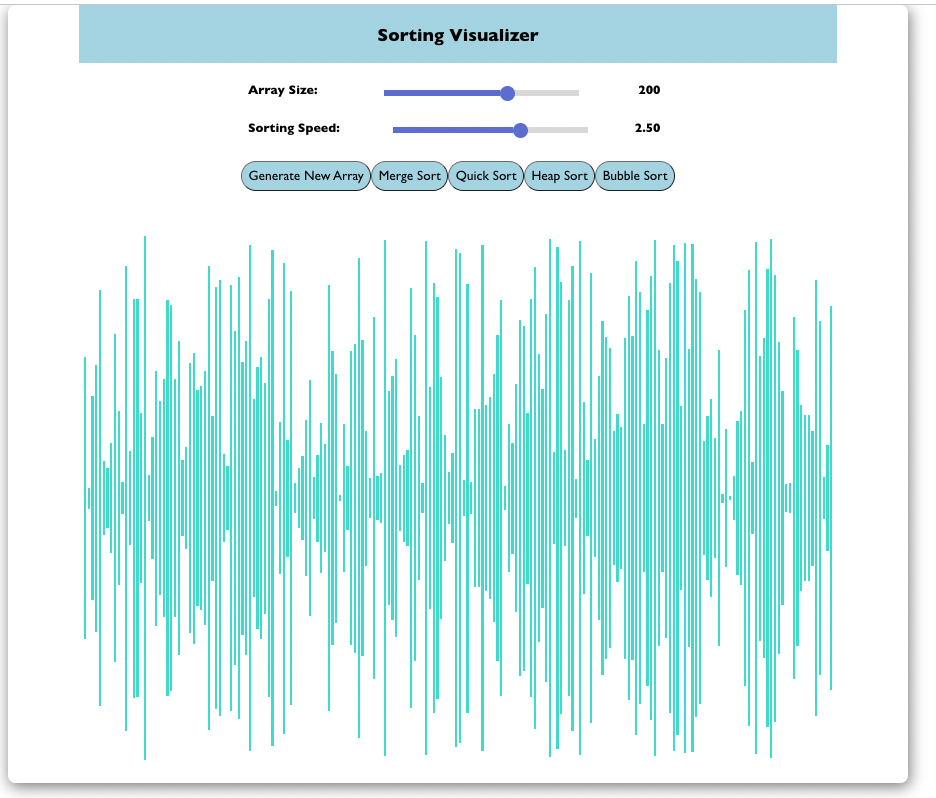 Sorting Visualizer
Array Size: 200
Sorting Speed: 2.50
Generate New Array Merge Sort Quick Sort Heap Sort Bubble Sort